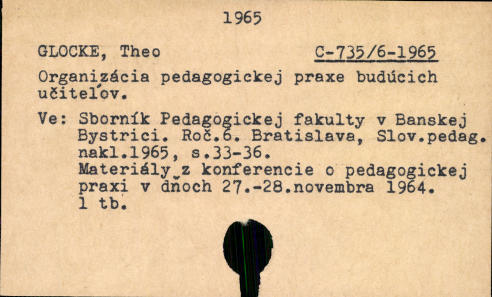 1965
GLOCKE, Theo C-735/6-1965
Organizácia pedagogickej praxe budúcich
učiteľov.
Ve: Sborník Pedagogickej fakulty v Banskej
Bystrici. Roč.6. Bratislava, Slov.pedag.
nakl.1965, s.33-36.
Materiály z konferencie o pedagogickej
praxi v dňoch 27.-28.novembra 1964.
1 tb.